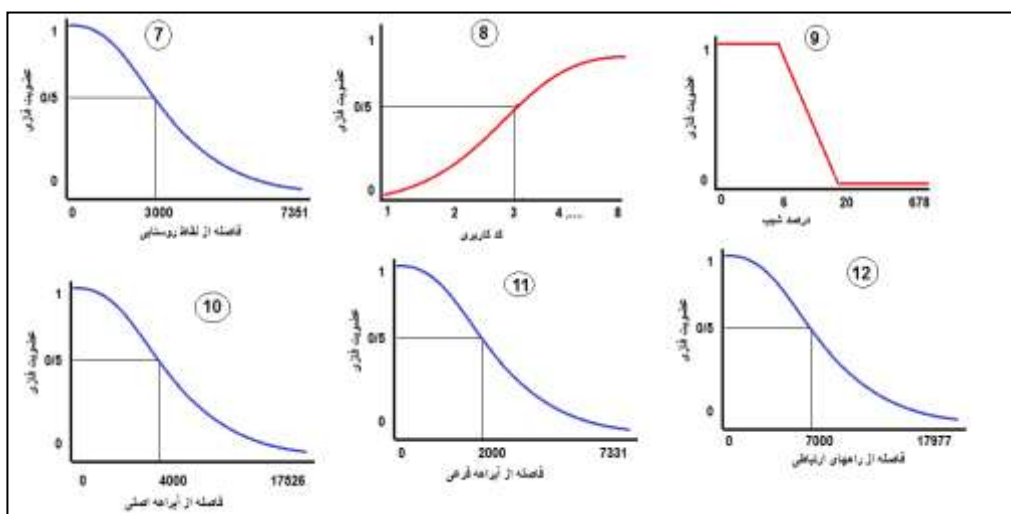 7
1
عضویت فازی
0/5
0
0 3000 7351
فاصله از نقاط روستایی
8
1
عضویت فازی
0/5
0
1 2 3 4 ,.... 8
کد کاربری
9
1
عضویت فازی
0
0 6 20 678
درصد شیب
10
1
عضویت فازی
0/5
0
0 4000 17526
فاصله از آبراهه اصلی
11
1
عضویت فازی
0/5
0
0 2000 7331
فاصله از آبراهه فرعی
12
1
عضویت فازی
0/5
0
0 7000 17977
فاصله از راههای ارتباطی